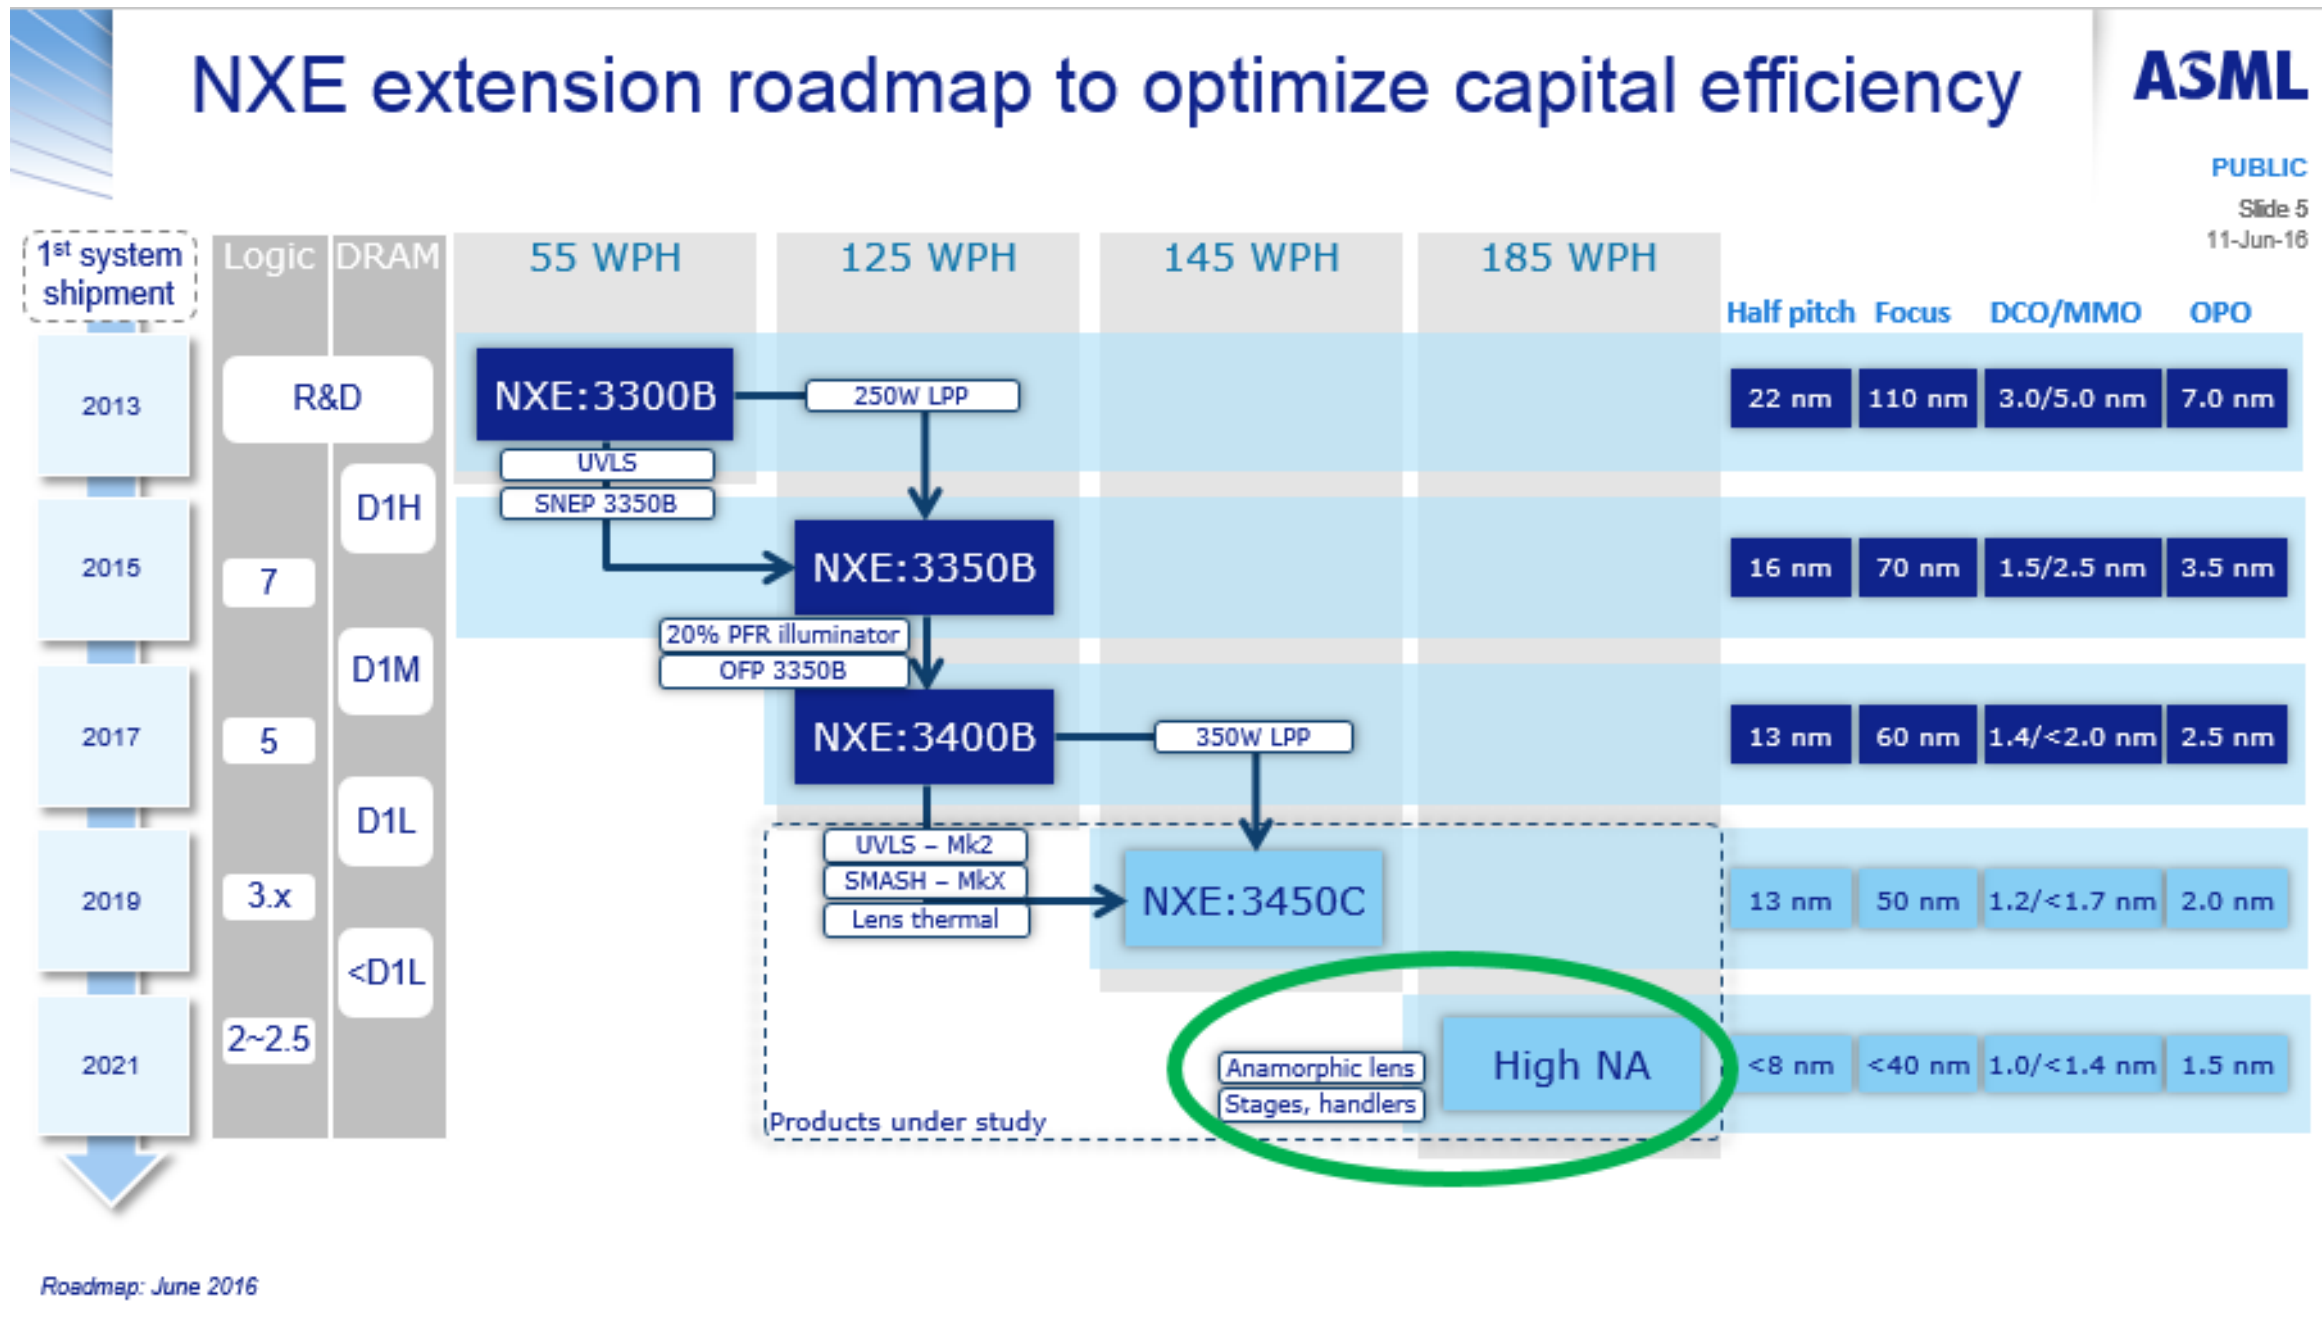 NXE extension roadmap to optimize capital efficiency
ASML
PUBLIC
Slide 5
11-Jun-16
1st system
shipment
Logic
DRAM
55 WPH
125 WPH
145 WPH
185 WPH
Half pitch
Focus
DCO/MMO
OPO
2013
R&D
NXE:3300B
250W LPP
22 nm
110 nm
3.0/5.0 nm
7.0 nm
UVLS
SNEP 3350B
D1H
2015
7
NXE:3350B
16 nm
70 nm
1.5/2.5 nm
3.5 nm
20% PFR illuminator
OFP 3350B
D1M
2017
5
NXE:3400B
350W LPP
13 nm
60 nm
1.4/<2.0 nm
2.5 nm
D1L
UVLS – Mk2
SMASH – MkX
Lens thermal
2019
3.x
NXE:3450C
13 nm
50 nm
1.2/<1.7 nm
2.0 nm
<D1L
2021
2~2.5
Anamorphic lens
Stages, handlers
High NA
<8 nm
<40 nm
1.0/<1.4 nm
1.5 nm
Products under study
Roadmap: June 2016